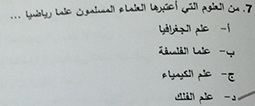 7. من العلوم التي أعتبرها العلماء المسلمون علما رياضيا ...
أ- علم الجغرافيا
ب- علما الفلسفة
ج- علم الكيمياء
د- علم الفلك